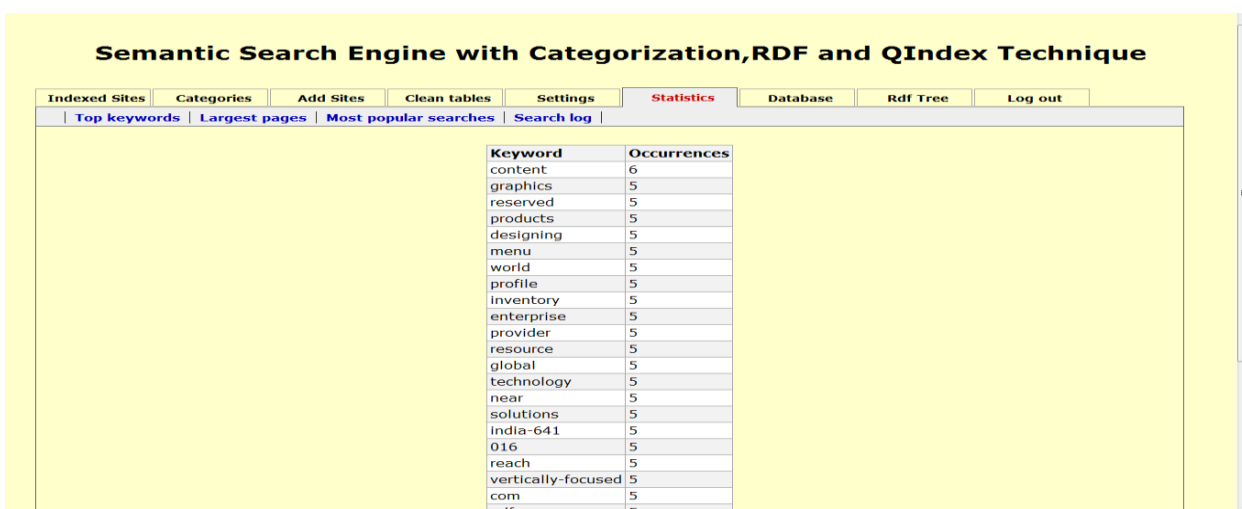 Semantic Search Engine with Categorization,RDF and QIndex Technique
Indexed Sites Categories Add Sites Clean tables Settings Statistics Database Rdf Tree Log out
| Top keywords | Largest pages | Most popular searches | Search log |
Keyword Occurrences
content 6
graphics 5
reserved 5
products 5
designing 5
menu 5
world 5
profile 5
inventory 5
enterprise 5
provider 5
resource 5
global 5
technology 5
near 5
solutions 5
india-641 5
016 5
reach 5
vertically-focused 5
com 5